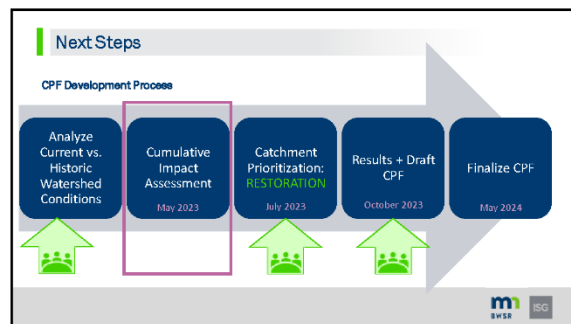 Next Steps
CPF Development Process
Analyze
Current vs.
Historic
Watershed
Conditions
Cumulative
Impact
Assessment
May 2023
Catchment
Prioritization:
RESTORATION
July 2023
Results + Draft
CPF
October 2023
Finalize CPF
May 2024
mn
BWSR
ISG